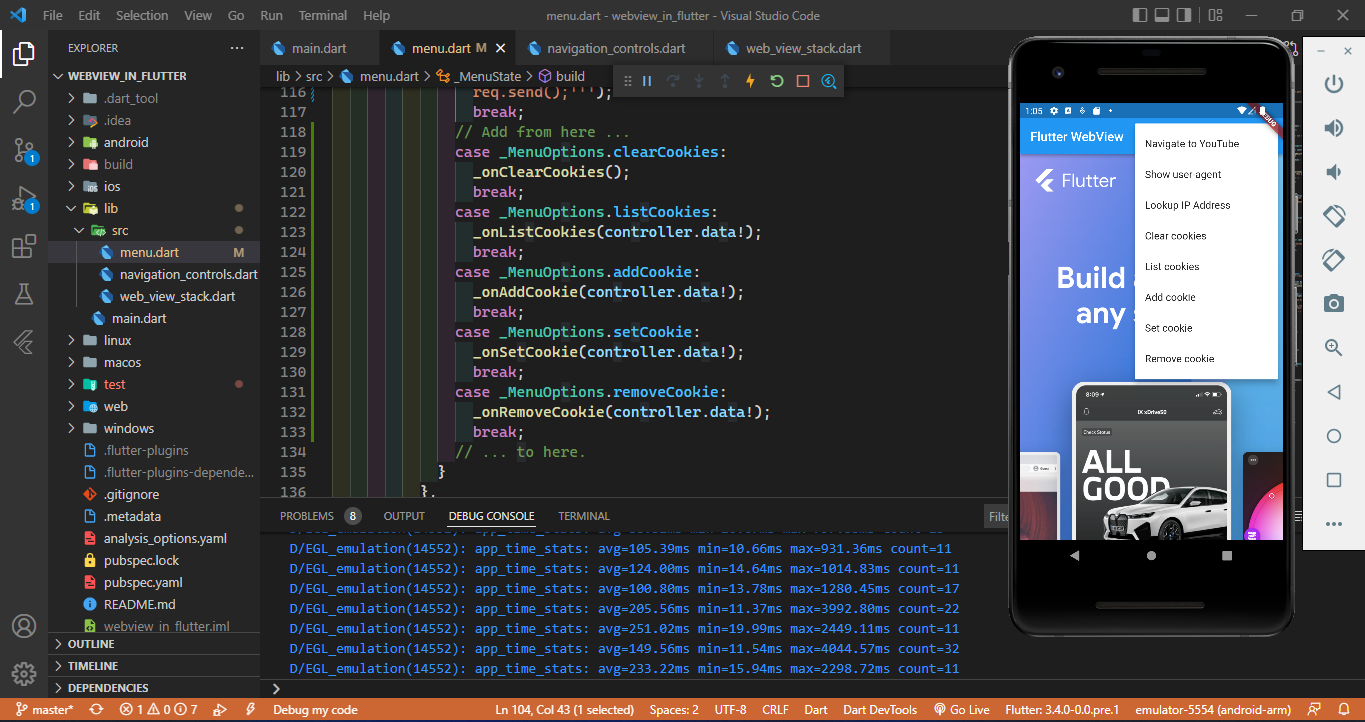 File Edit Selection View Go Run Terminal Help
menu.dart - webview_in_flutter - Visual Studio Code
EXPLORER
WEBVIEW_IN_FLUTTER
.dart_tool
.idea
android
build
ios
lib
src
menu.dart M
navigation_controls.dart
web_view_stack.dart
main.dart
linux
macos
test
web
windows
.flutter-plugins
.flutter-plugins-depende...
.gitignore
.metadata
analysis_options.yaml
pubspec.lock
pubspec.yaml
README.md
webview_in_flutter.iml
OUTLINE
TIMELINE
DEPENDENCIES
1
1
main.dart menu.dart M navigation_controls.dart web_view_stack.dart
lib > src > menu.dart > _MenuState > build
116 req.send();''');
117 break;
118 // Add from here ...
119 case _MenuOptions.clearCookies:
120 _onClearCookies();
121 break;
122 case _MenuOptions.listCookies:
123 _onListCookies(controller.data!);
124 break;
125 case _MenuOptions.addCookie:
126 _onAddCookie(controller.data!);
127 break;
128 case _MenuOptions.setCookie:
129 _onSetCookie(controller.data!);
130 break;
131 case _MenuOptions.removeCookie:
132 _onRemoveCookie(controller.data!);
133 break;
134 // ... to here.
135 }
136 },
PROBLEMS 8 OUTPUT DEBUG CONSOLE TERMINAL Filte
D/EGL_emulation(14552): app_time_stats: avg=105.39ms min=10.66ms max=931.36ms count=11
D/EGL_emulation(14552): app_time_stats: avg=124.00ms min=14.64ms max=1014.83ms count=11
D/EGL_emulation(14552): app_time_stats: avg=100.80ms min=13.78ms max=1280.45ms count=17
D/EGL_emulation(14552): app_time_stats: avg=205.56ms min=11.37ms max=3992.80ms count=22
D/EGL_emulation(14552): app_time_stats: avg=251.02ms min=19.99ms max=2449.11ms count=11
D/EGL_emulation(14552): app_time_stats: avg=149.56ms min=11.54ms max=4044.57ms count=32
D/EGL_emulation(14552): app_time_stats: avg=233.22ms min=15.94ms max=2298.72ms count=11
1:05
Flutter WebView
Navigate to YouTube
Show user agent
Lookup IP Address
Clear cookies
List cookies
Add cookie
Set cookie
Remove cookie
Flutter
Build
any s
8:09
iX xDrive50
Check Status
ALL
GOOD
master* 1 0 7 Debug my code Ln 104, Col 43 (1 selected) Spaces: 2 UTF-8 CRLF Dart Dart DevTools Go Live Flutter: 3.4.0-0.0.pre.1 emulator-5554 (android-arm)